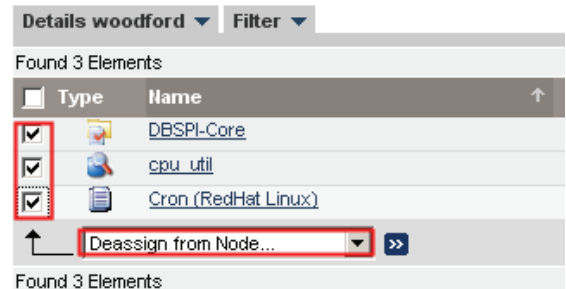 Details woodford Filter
Found 3 Elements
Type Name
DBSPI-Core
cpu_util
Cron (RedHat Linux)
Deassign from Node...
Found 3 Elements